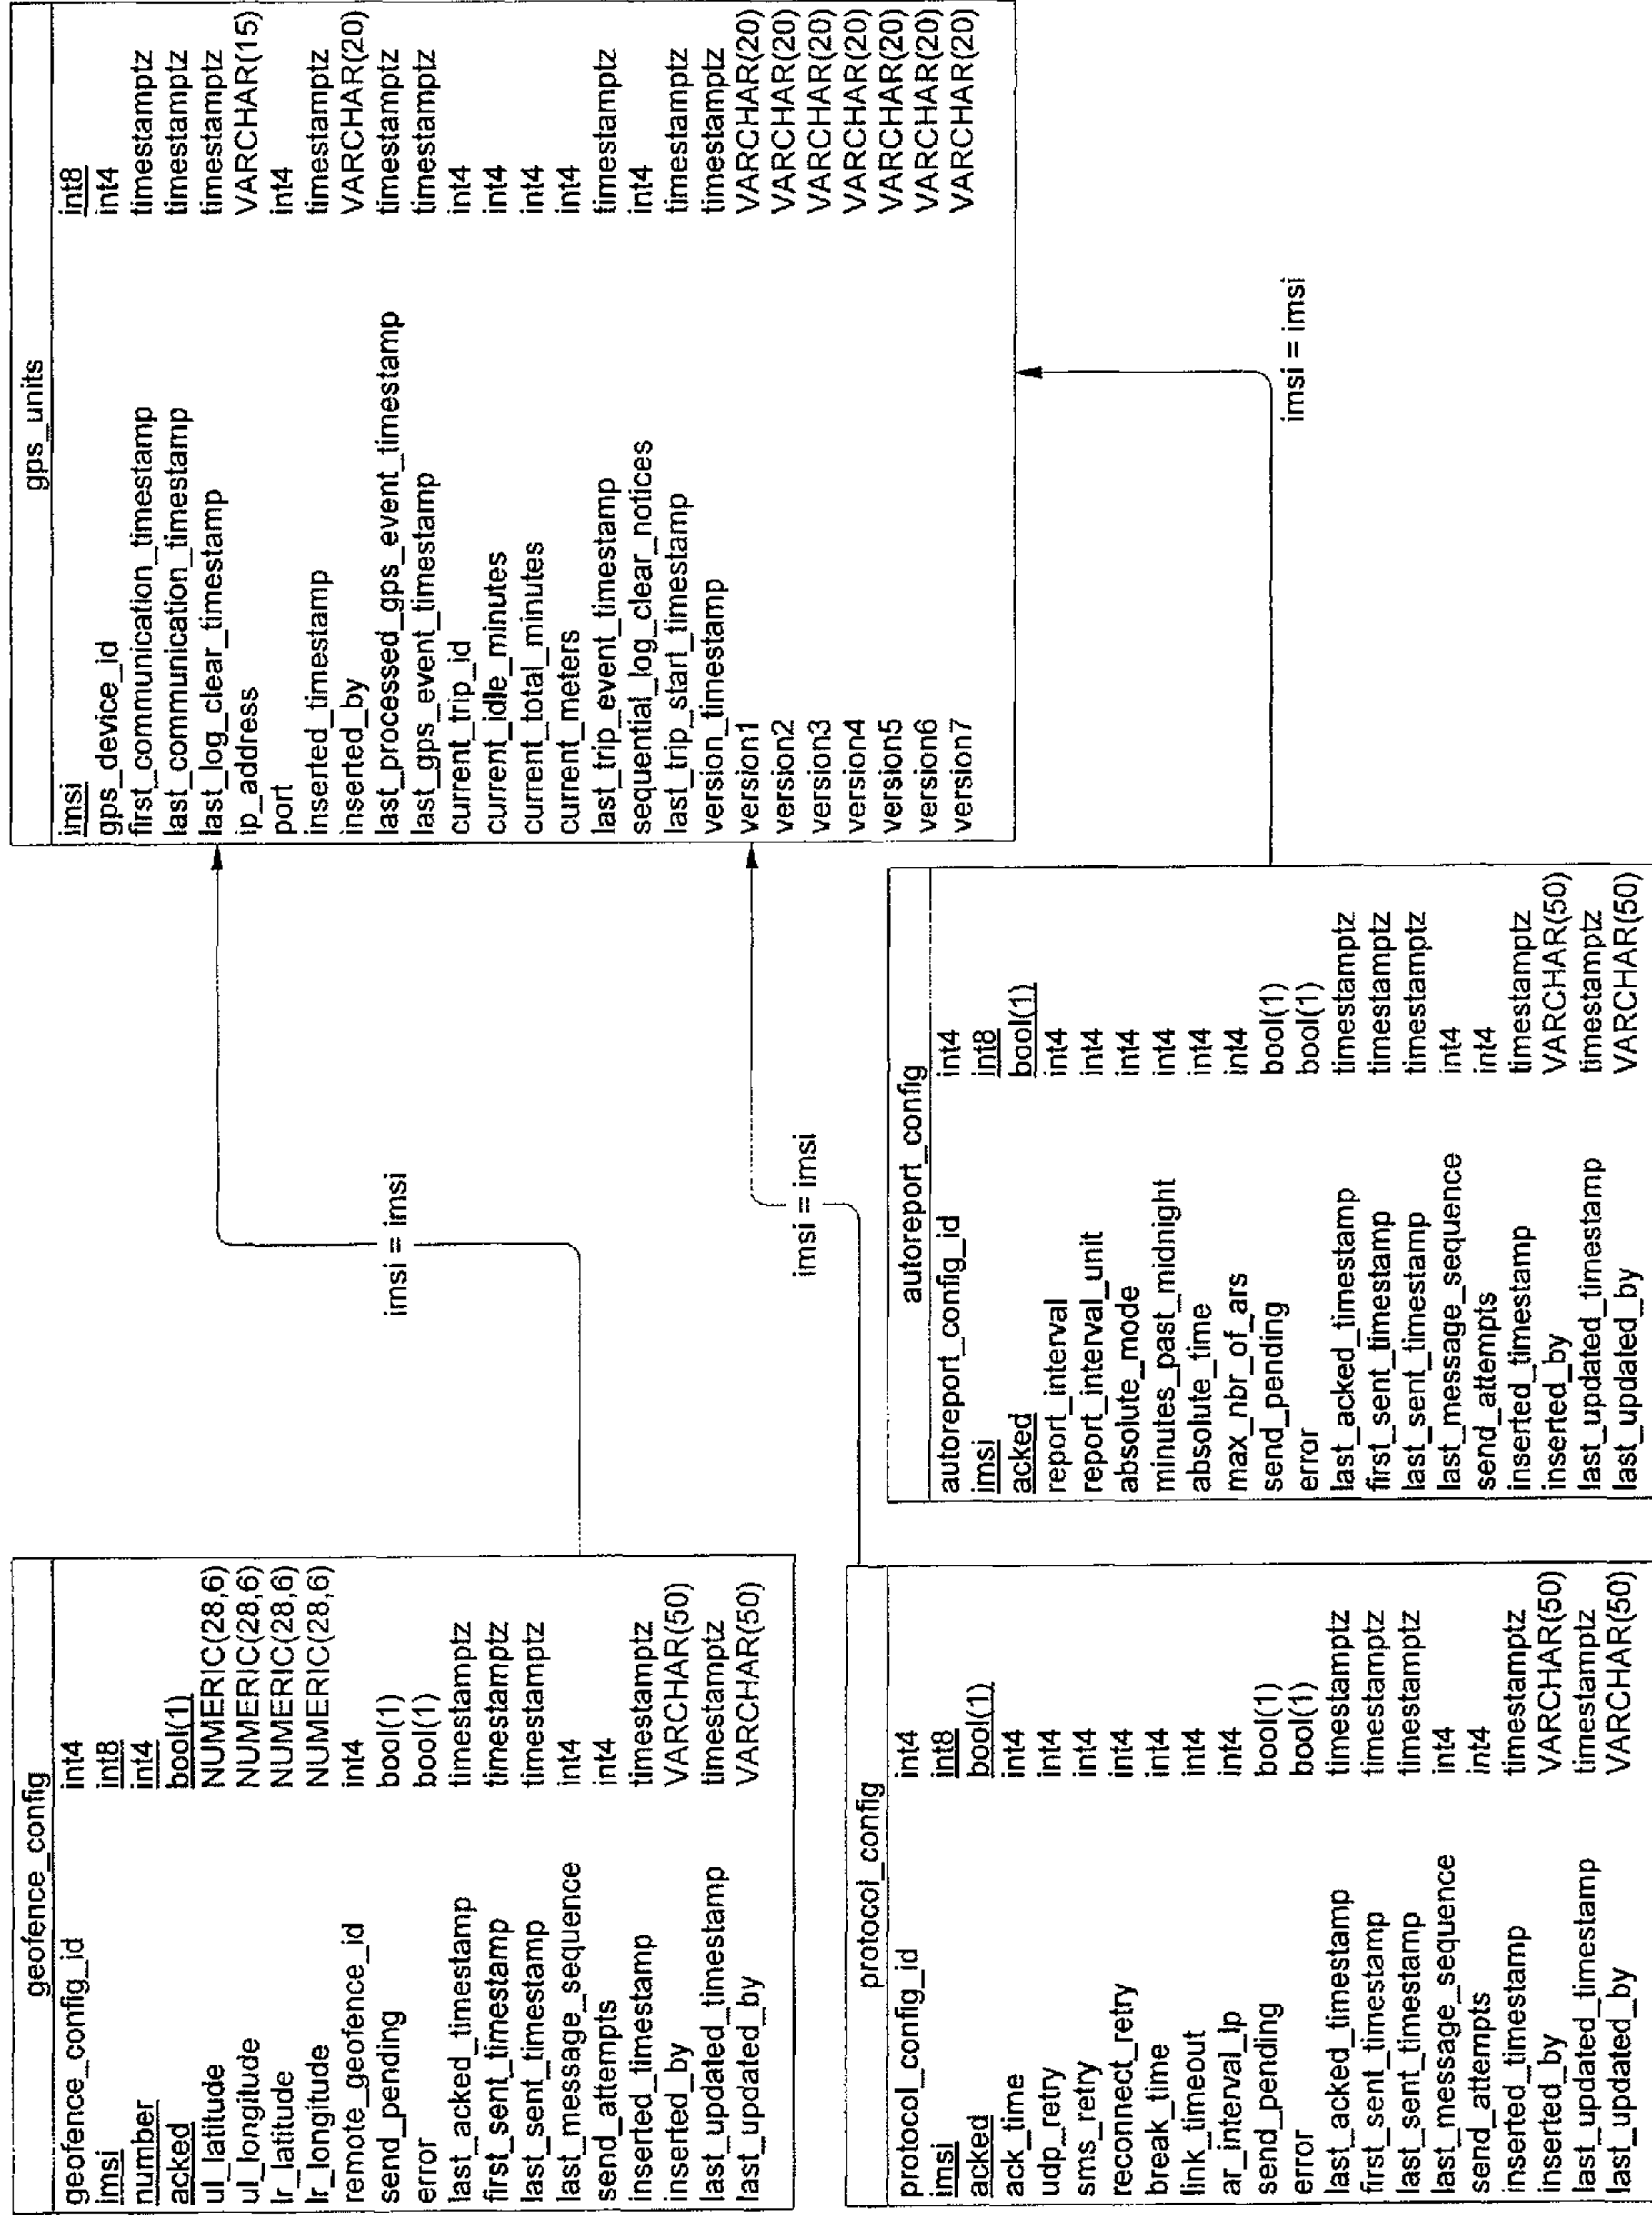 geofence_config
geofence_config_id int4
imsi int8
number int4
acked bool(1)
ul_latitude NUMERIC(28,6)
ul_longitude NUMERIC(28,6)
lr_latitude NUMERIC(28,6)
lr_longitude NUMERIC(28,6)
remote_geofence_id int4
send_pending bool(1)
error bool(1)
last_acked_timestamp timestamptz
first_sent_timestamp timestamptz
last_sent_timestamp timestamptz
last_message_sequence int4
send_attempts int4
inserted_timestamp timestamptz
inserted_by VARCHAR(50)
last_updated_timestamp timestamptz
last_updated_by VARCHAR(50)
imsi = imsi
gps_units
imsi int8
gps_device_id int4
first_communication_timestamp timestamptz
last_communication_timestamp timestamptz
last_log_clear_timestamp timestamptz
ip_address VARCHAR(15)
port int4
inserted_timestamp timestamptz
inserted_by VARCHAR(20)
last_processed_gps_event_timestamp timestamptz
last_gps_event_timestamp timestamptz
current_trip_id int4
current_idle_minutes int4
current_total_minutes int4
current_meters int4
last_trip_event_timestamp timestamptz
sequential_log_clear_notices int4
last_trip_start_timestamp timestamptz
version_timestamp timestamptz
version1 VARCHAR(20)
version2 VARCHAR(20)
version3 VARCHAR(20)
version4 VARCHAR(20)
version5 VARCHAR(20)
version6 VARCHAR(20)
version7 VARCHAR(20)
protocol_config
protocol_config_id int4
imsi int8
acked bool(1)
ack_time int4
udp_retry int4
sms_retry int4
reconnect_retry int4
break_time int4
link_timeout int4
ar_interval_lp int4
send_pending bool(1)
error bool(1)
last_acked_timestamp timestamptz
first_sent_timestamp timestamptz
last_sent_timestamp timestamptz
last_message_sequence int4
send_attempts int4
inserted_timestamp timestamptz
inserted_by VARCHAR(50)
last_updated_timestamp timestamptz
last_updated_by VARCHAR(50)
imsi = imsi
autoreport_config
autoreport_config_id int4
imsi int8
acked bool(1)
report_interval int4
report_interval_unit int4
absolute_mode int4
minutes_past_midnight int4
absolute_time int4
max_nbr_of_ars int4
send_pending bool(1)
error bool(1)
last_acked_timestamp timestamptz
first_sent_timestamp timestamptz
last_sent_timestamp timestamptz
last_message_sequence int4
send_attempts int4
inserted_timestamp timestamptz
inserted_by VARCHAR(50)
last_updated_timestamp timestamptz
last_updated_by VARCHAR(50)
imsi = imsi